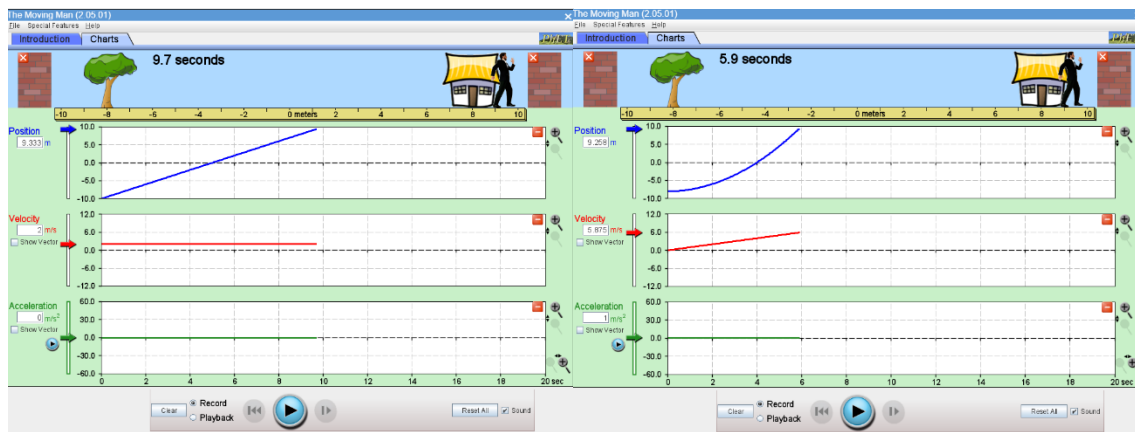 The Moving Man (2.05.01)
File Special Features Help
Introduction Charts
9.7 seconds
-10 -8 -6 -4 -2 0 meters 2 4 6 8 10
Position
9.333 m
10.0
5.0
0.0
-5.0
-10.0
Velocity
2 m/s
Show Vector
12.0
6.0
0.0
-6.0
-12.0
Acceleration
0 m/s²
Show Vector
60.0
30.0
0.0
-30.0
-60.0
0 2 4 6 8 10 12 14 16 18 20 sec
Clear
Record
Playback
Reset All
Sound
The Moving Man (2.05.01)
File Special Features Help
Introduction Charts
5.9 seconds
-10 -8 -6 -4 -2 0 meters 2 4 6 8 10
Position
9.258 m
10.0
5.0
0.0
-5.0
-10.0
Velocity
5.875 m/s
Show Vector
12.0
6.0
0.0
-6.0
-12.0
Acceleration
1 m/s²
Show Vector
60.0
30.0
0.0
-30.0
-60.0
0 2 4 6 8 10 12 14 16 18 20 sec
Clear
Record
Playback
Reset All
Sound